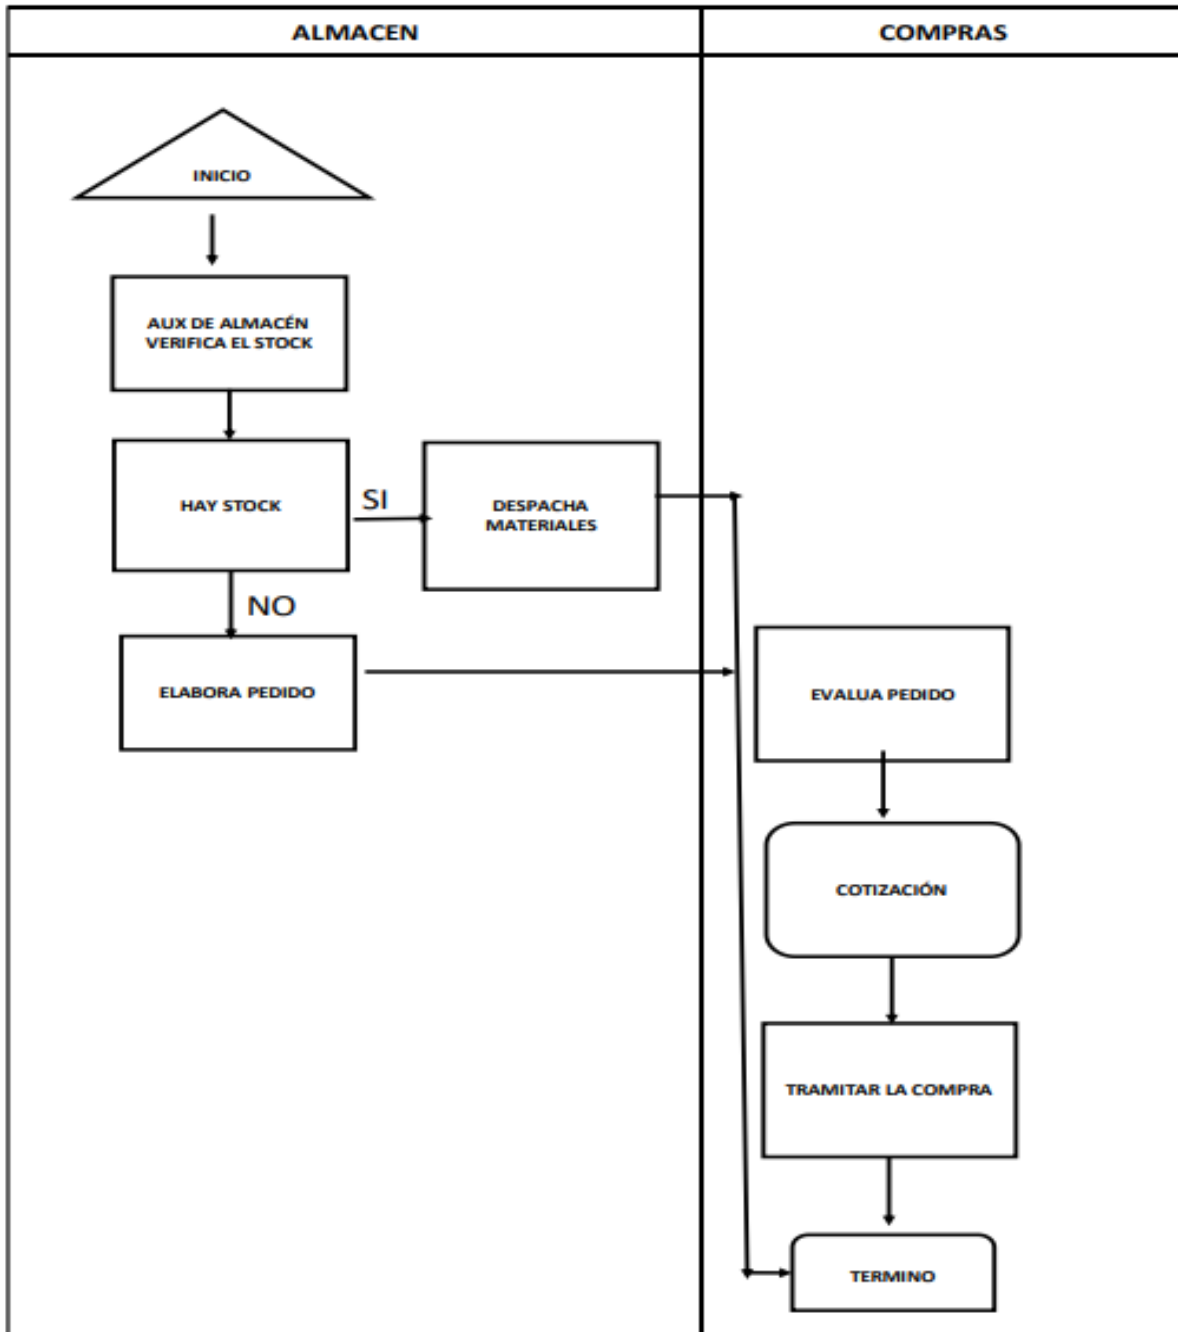 ALMACEN
COMPRAS
INICIO
AUX DE ALMACÉN
VERIFICA EL STOCK
HAY STOCK
SI
DESPACHA
MATERIALES
NO
ELABORA PEDIDO
EVALUA PEDIDO
COTIZACIÓN
TRAMITAR LA COMPRA
TERMINO